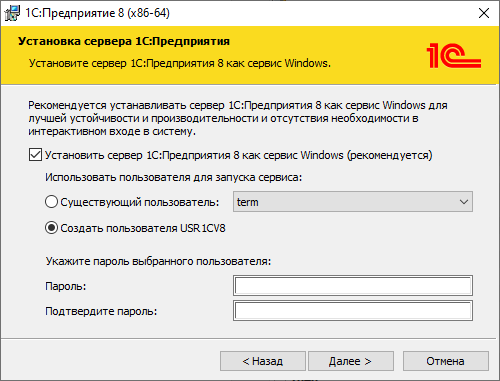 1С:Предприятие 8 (x86-64)
Установка сервера 1С:Предприятия
Установите сервер 1С:Предприятия 8 как сервис Windows.
1С
Рекомендуется устанавливать сервер 1С:Предприятия 8 как сервис Windows для
лучшей устойчивости и производительности и отсутствия необходимости в
интерактивном входе в систему.
Установить сервер 1С:Предприятия 8 как сервис Windows (рекомендуется)
Использовать пользователя для запуска сервиса:
Существующий пользователь: term
Создать пользователя USR1CV8
Укажите пароль выбранного пользователя:
Пароль:
Подтвердите пароль:
< Назад Далее > Отмена